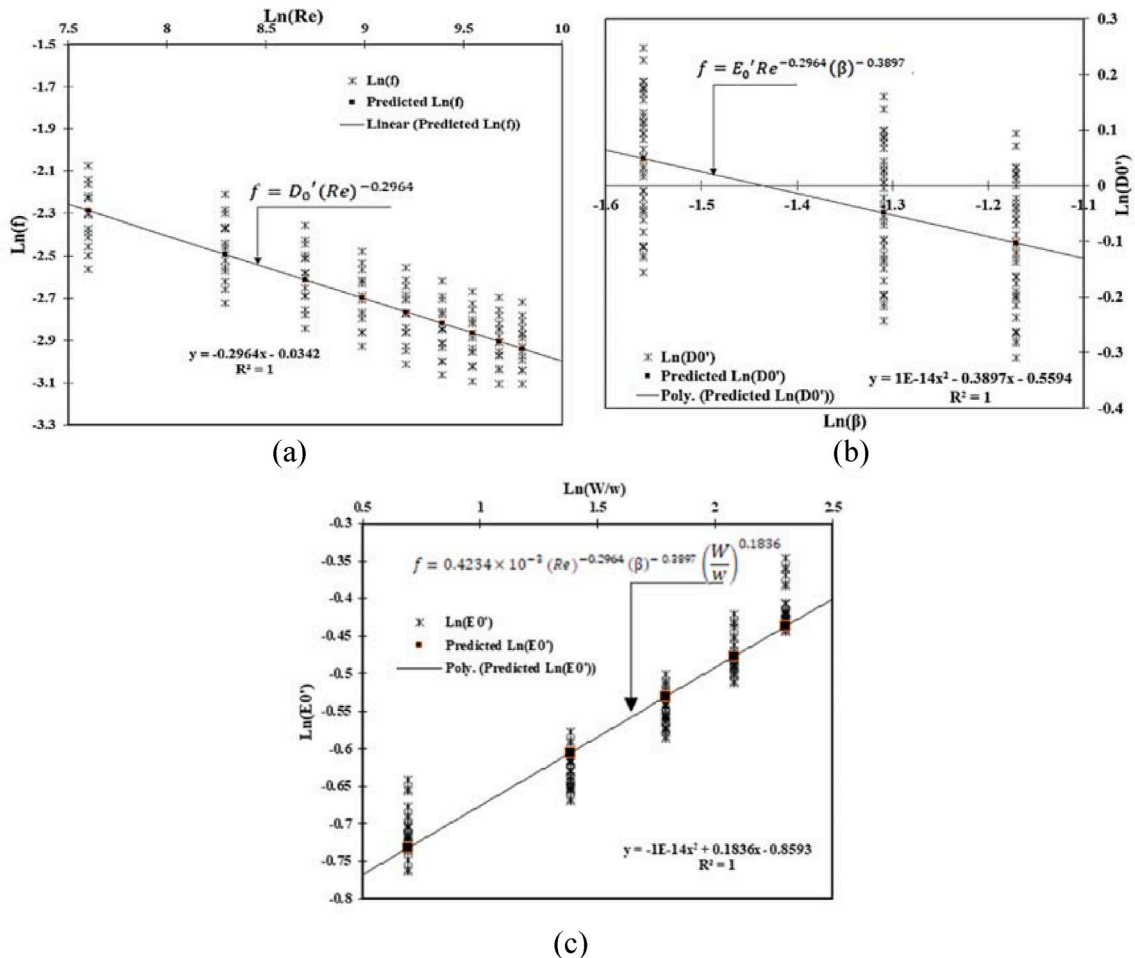 Ln(Re)
7.5 8 8.5 9 9.5 10
-1.5
-1.7
-1.9
-2.1
-2.3
-2.5
-2.7
-2.9
-3.1
-3.3
Ln(f)
Ln(f)
Predicted Ln(f)
Linear (Predicted Ln(f))
f = D₀′(Re)^−0.2964
y = -0.2964x - 0.0342
R² = 1
(a)
0.3
0.2
0.1
0
-0.1
-0.2
-0.3
-0.4
Ln(D0')
f = E₀′Re^−0.2964(β)^−0.3897
-1.6 -1.5 -1.4 -1.3 -1.2 -1.1
Ln(D0')
Predicted Ln(D0')
Poly. (Predicted Ln(D0'))
y = 1E-14x² - 0.3897x - 0.5594
R² = 1
Ln(β)
(b)
Ln(W/w)
0.5 1 1.5 2 2.5
-0.3
-0.35
-0.4
-0.45
-0.5
-0.55
-0.6
-0.65
-0.7
-0.75
-0.8
Ln(E0')
f = 0.4234 × 10^−3 (Re)^−0.2964 (β)^−0.3897 (W/w)^0.1836
Ln(E0')
Predicted Ln(E0')
Poly. (Predicted Ln(E0'))
y = -1E-14x² + 0.1836x - 0.8593
R² = 1
(c)